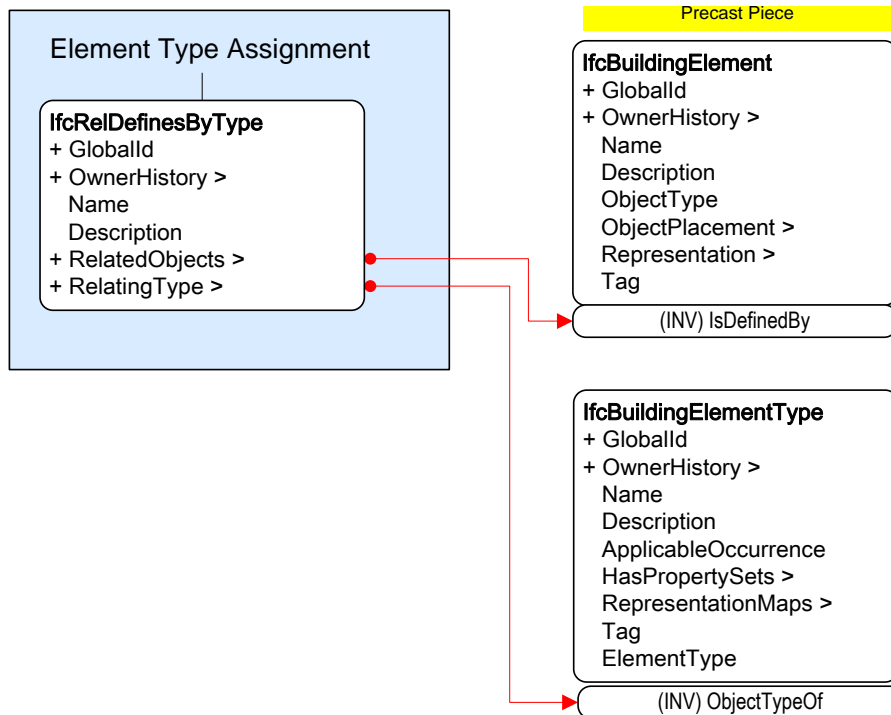 Element Type Assignment
IfcRelDefinesByType
+ GlobalId
+ OwnerHistory >
Name
Description
+ RelatedObjects >
+ RelatingType >
Precast Piece
IfcBuildingElement
+ GlobalId
+ OwnerHistory >
Name
Description
ObjectType
ObjectPlacement >
Representation >
Tag
(INV) IsDefinedBy
IfcBuildingElementType
+ GlobalId
+ OwnerHistory >
Name
Description
ApplicableOccurrence
HasPropertySets >
RepresentationMaps >
Tag
ElementType
(INV) ObjectTypeOf